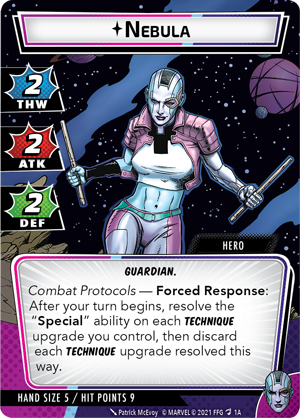 Nebula
2
THW
2
ATK
2
DEF
HERO
GUARDIAN.
Combat Protocols — Forced Response:
After your turn begins, resolve the
“Special” ability on each TECHNIQUE
upgrade you control, then discard
each TECHNIQUE upgrade resolved this
way.
HAND SIZE 5 / HIT POINTS 9
Patrick McEvoy © MARVEL © 2021 FFG 1A